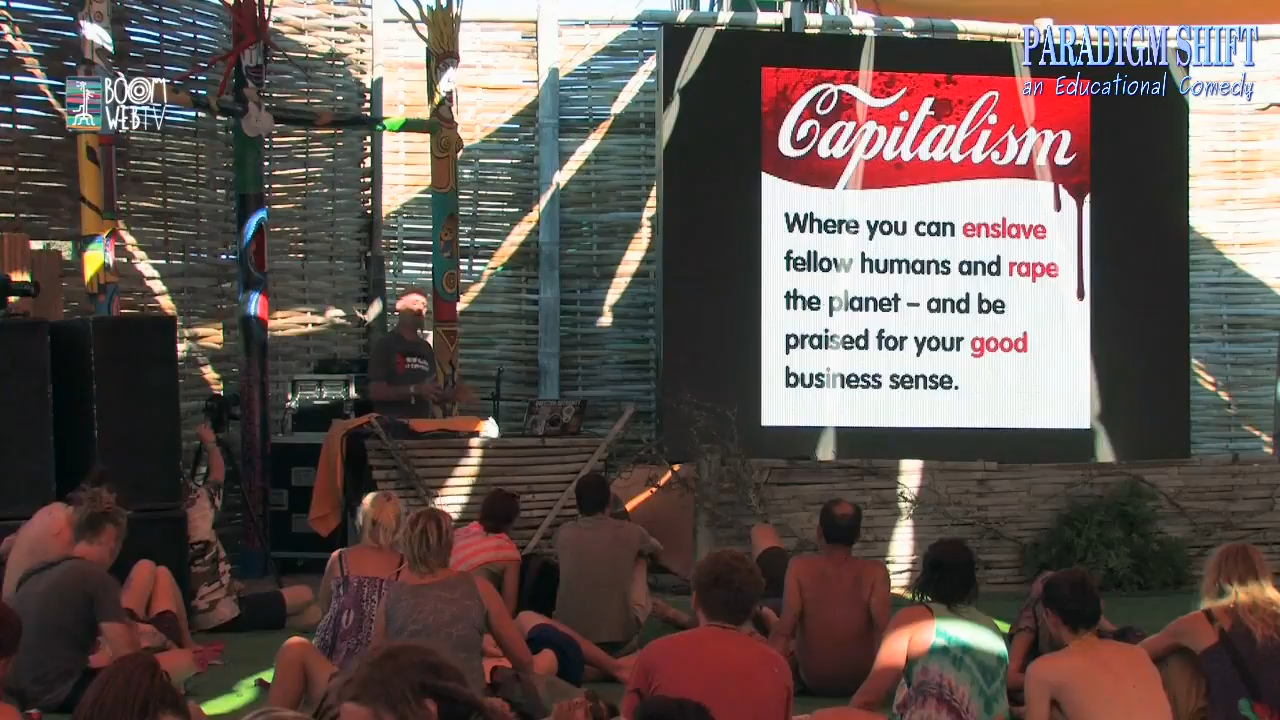 PARADIGM SHIFT
an Educational Comedy
BOOM
WEBTV
Capitalism
Where you can enslave
fellow humans and rape
the planet – and be
praised for your good
business sense.